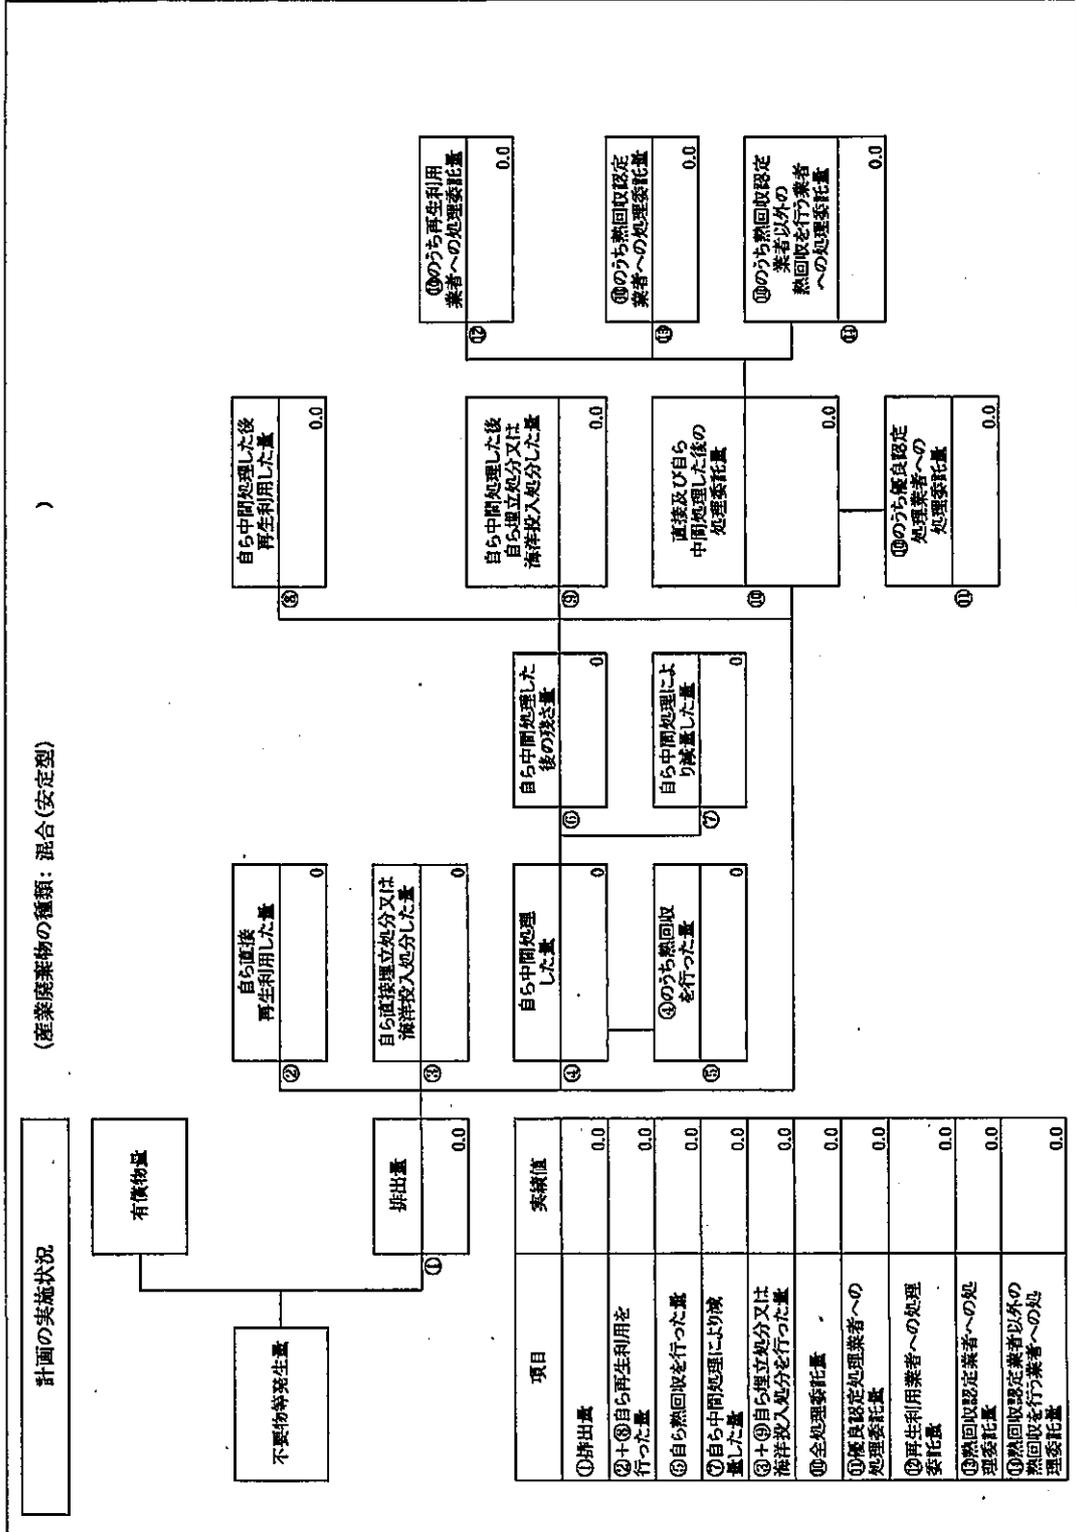 計画の実施状況
(産業廃棄物の種類: 混合(安定型)
)
不要物等発生量
有償物量
①
排出量
0.0
②
自ら直接
再生利用した量
0
③
自ら直接埋立処分又は
海洋投入処分した量
0
④
自ら中間処理
した量
0
⑤
④のうち熱回収
を行った量
0
⑥
自ら中間処理した
後の残さ量
0
⑦
自ら中間処理によ
り減量した量
0
⑧
自ら中間処理した後
再生利用した量
0.0
⑨
自ら中間処理した後
自ら埋立処分又は
海洋投入処分した量
0.0
⑩
直接及び自ら
中間処理した後の
処理委託量
0.0
⑪
⑩のうち優良認定
処理業者への
処理委託量
0.0
⑫
⑩のうち再生利用
業者への処理委託量
0.0
⑬
⑩のうち熱回収認定
業者への処理委託量
0.0
⑭
⑩のうち熱回収認定
業者以外の
熱回収を行う業者
への処理委託量
0.0
項目 実績値
①排出量 0.0
②+⑧自ら再生利用を
行った量 0.0
⑤自ら熱回収を行った量 0.0
⑦自ら中間処理により減
量した量 0.0
③+⑨自ら埋立処分又は
海洋投入処分を行った量 0.0
⑩全処理委託量 0.0
⑪優良認定処理業者への
処理委託量 0.0
⑫再生利用業者への処理
委託量 0.0
⑬熱回収認定業者への処
理委託量 0.0
⑭熱回収認定業者以外の
熱回収を行う業者への処
理委託量 0.0